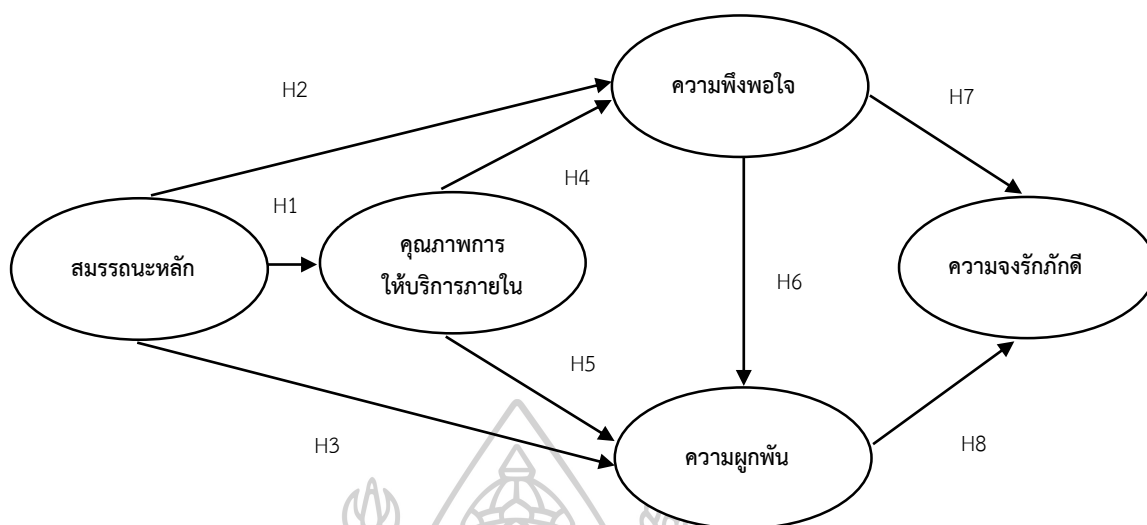 ความพึงพอใจ
H2
H7
H4
H1
คุณภาพการ
ให้บริการภายใน
สมรรถนะหลัก
ความจงรักภักดี
H6
H5
H3
ความผูกพัน
H8